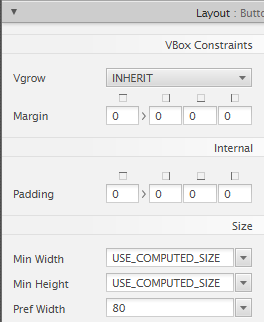 Layout : Butto
VBox Constraints
Vgrow INHERIT
Margin 0 0 0 0
Internal
Padding 0 0 0 0
Size
Min Width USE_COMPUTED_SIZE
Min Height USE_COMPUTED_SIZE
Pref Width 80